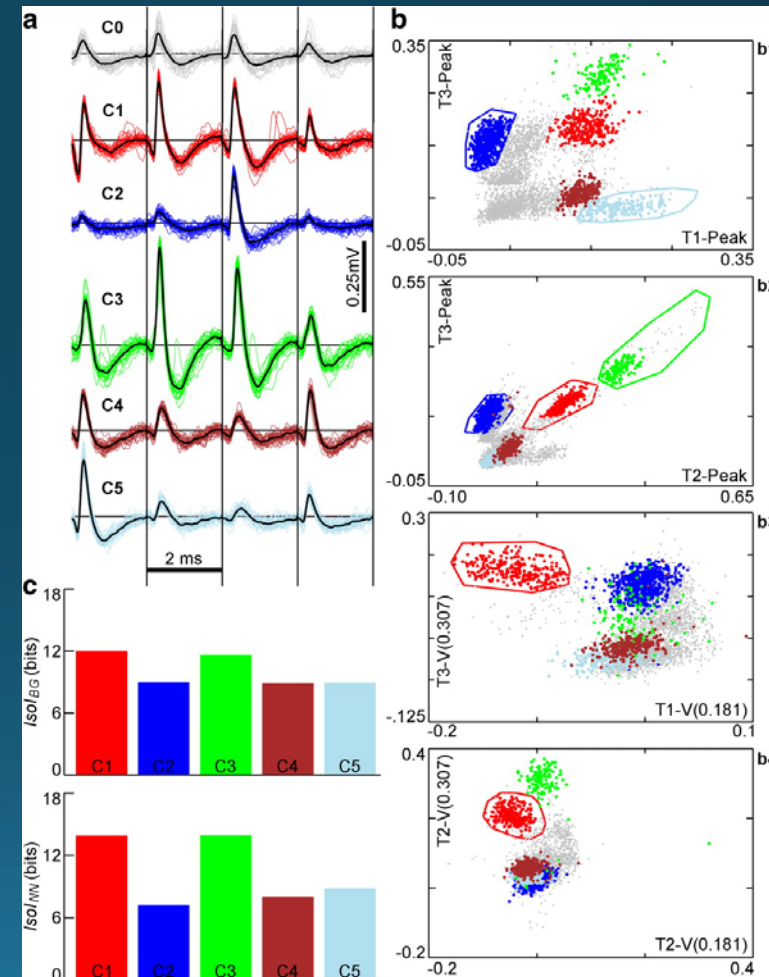 a
C0
C1
C2
C3
C4
C5
0.25mV
2 ms
b
0.35
T3-Peak
-0.05
T1-Peak
-0.05
0.35
0.55
T3-Peak
-0.05
T2-Peak
-0.10
0.65
0.3
T3-V(0.307)
-.125
T1-V(0.181)
-0.2
0.1
0.4
T2-V(0.307)
-0.2
T2-V(0.181)
-0.2
0.4
c
18
12
6
0
IsoIBG (bits)
C1 C2 C3 C4 C5
18
12
6
0
IsoINN (bits)
C1 C2 C3 C4 C5